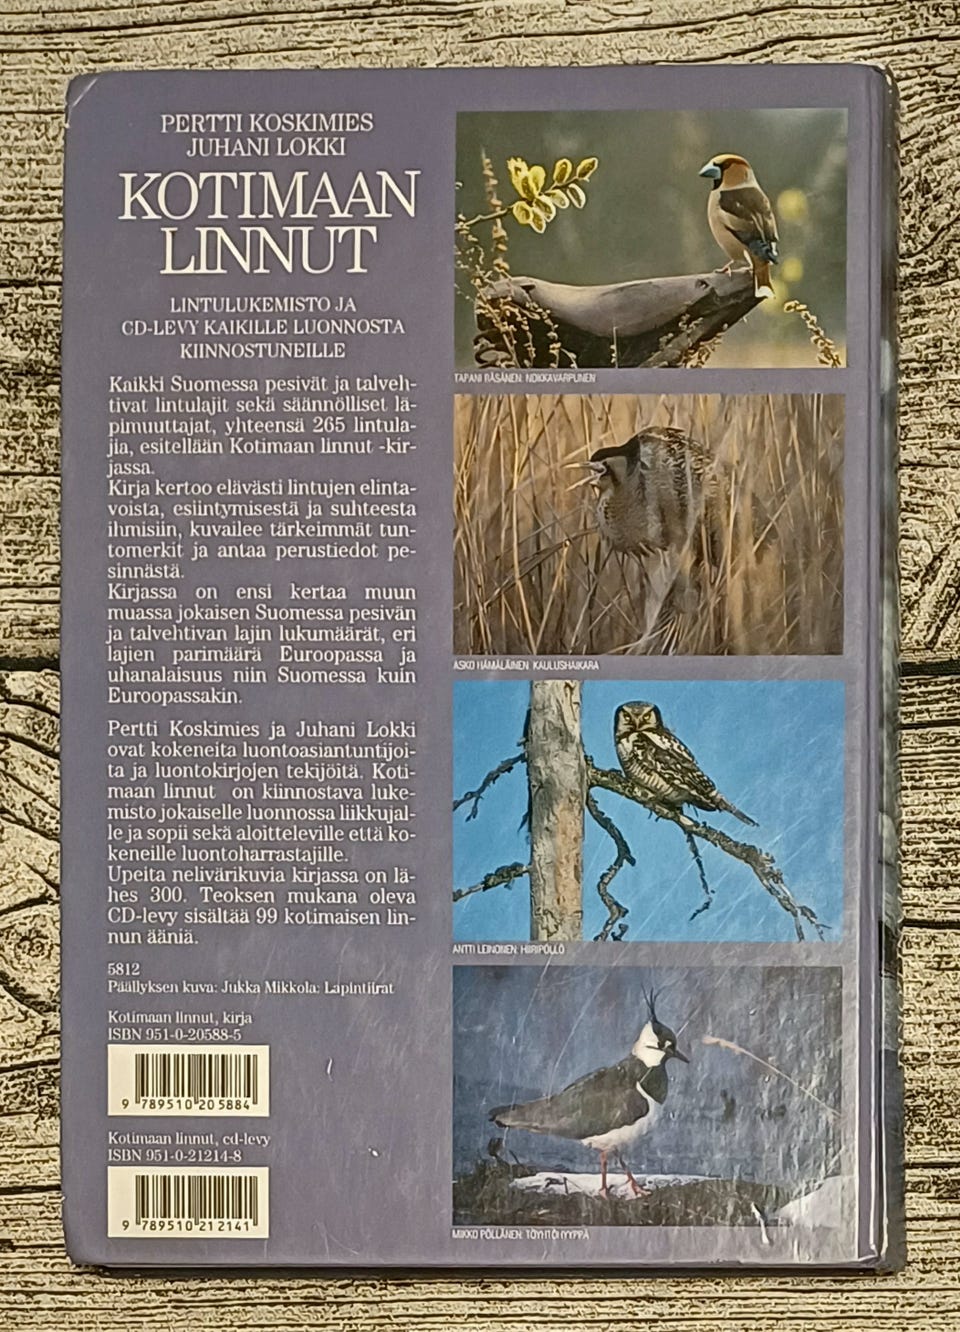 PERTTI KOSKIMIES
JUHANI LOKKI
KOTIMAAN
LINNUT
LINTULUKEMISTO JA
CD-LEVY KAIKILLE LUONNOSTA
KIINNOSTUNEILLE
Kaikki Suomessa pesivät ja talveh-
tivat lintulajit sekä säännölliset lä-
pimuuttajat, yhteensä 265 lintula-
jia, esitellään Kotimaan linnut -kir-
jassa.
Kirja kertoo elävästi lintujen elinta-
voista, esiintymisestä ja suhteesta
ihmisiin, kuvailee tärkeimmät tun-
tomerkit ja antaa perustiedot pe-
sinnästä.
Kirjassa on ensi kertaa muun
muassa jokaisen Suomessa pesivän
ja talvehtivan lajin lukumäärät, eri
lajien parimäärä Euroopassa ja
uhanalaisuus niin Suomessa kuin
Euroopassakin.
Pertti Koskimies ja Juhani Lokki
ovat kokeneita luontoasiantuntijoi-
ta ja luontokirjojen tekijöitä. Koti-
maan linnut on kiinnostava luke-
misto jokaiselle luonnossa liikkujal-
le ja sopii sekä aloitteleville että ko-
keneille luontoharrastajille.
Upeita nelivärikuvia kirjassa on lä-
hes 300. Teoksen mukana oleva
CD-levy sisältää 99 kotimaisen lin-
nun ääniä.
5812
Päällyksen kuva: Jukka Mikkola: Lapintiirat
Kotimaan linnut, kirja
ISBN 951-0-20588-5
9 789510 205884
Kotimaan linnut, cd-levy
ISBN 951-0-21214-8
9 789510 212141
TAPANI RÄSÄNEN: NOKKAVARPUNEN
ASKO HÄMÄLÄINEN: KAULUSHAIKARA
ANTTI LEINONEN: HIIRIPÖLLÖ
MIKKO PÖLLÄNEN: TÖYHTÖHYYPPÄ